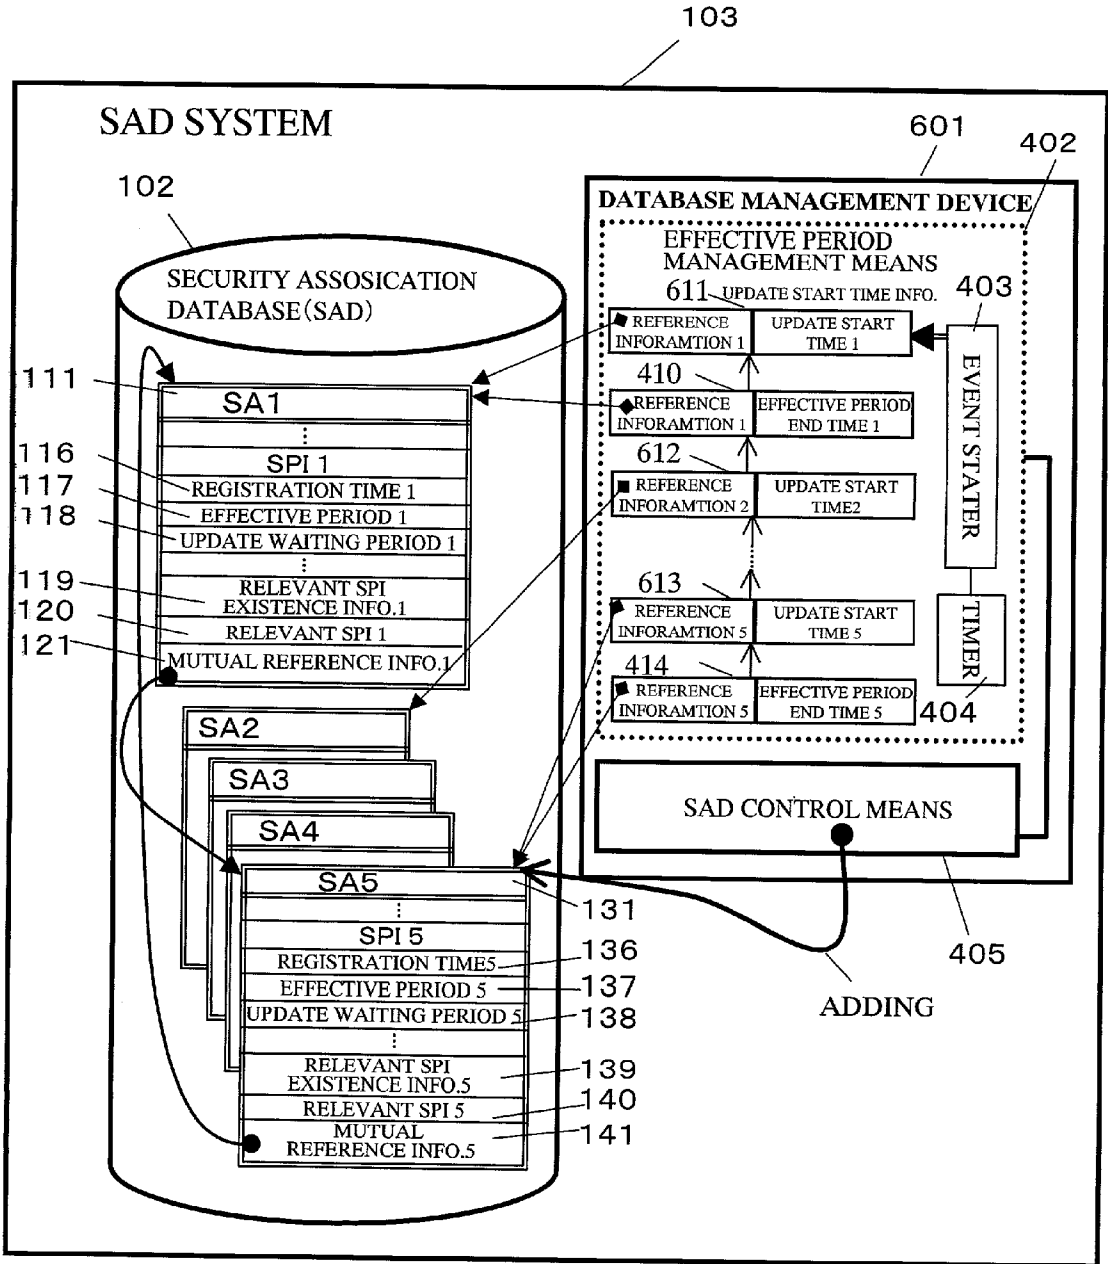 103
SAD SYSTEM
601
402
102
DATABASE MANAGEMENT DEVICE
EFFECTIVE PERIOD
MANAGEMENT MEANS
611 UPDATE START TIME INFO.
403
SECURITY ASSOSICATION
DATABASE(SAD)
REFERENCE
INFORAMTION 1
UPDATE START
TIME 1
410
REFERENCE
INFORAMTION 1
EFFECTIVE PERIOD
END TIME 1
612
REFERENCE
INFORAMTION 2
UPDATE START
TIME2
613
REFERENCE
INFORAMTION 5
UPDATE START
TIME 5
414
REFERENCE
INFORAMTION 5
EFFECTIVE PERIOD
END TIME 5
EVENT STATER
TIMER
404
111
SA1
SPI 1
116
REGISTRATION TIME 1
117
EFFECTIVE PERIOD 1
118
UPDATE WAITING PERIOD 1
119
RELEVANT SPI
EXISTENCE INFO.1
120
RELEVANT SPI 1
121
MUTUAL REFERENCE INFO.1
SA2
SA3
SA4
SAD CONTROL MEANS
405
ADDING
SA5
131
SPI 5
REGISTRATION TIME5
136
EFFECTIVE PERIOD 5
137
UPDATE WAITING PERIOD 5
138
RELEVANT SPI
EXISTENCE INFO.5
139
RELEVANT SPI 5
140
MUTUAL
REFERENCE INFO.5
141